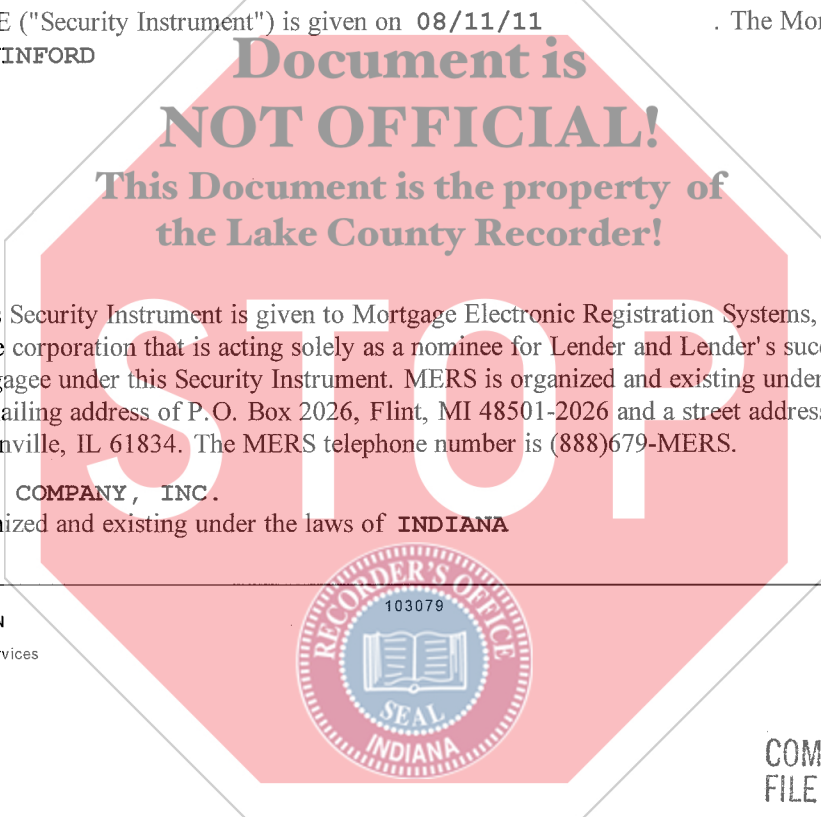 E ("Security Instrument") is given on 08/11/11 . The Mor
INFORD
Document is
NOT OFFICIAL!
This Document is the property of
the Lake County Recorder!
STOP
s Security Instrument is given to Mortgage Electronic Registration Systems,
e corporation that is acting solely as a nominee for Lender and Lender's succ
gagee under this Security Instrument. MERS is organized and existing under
ailing address of P.O. Box 2026, Flint, MI 48501-2026 and a street address
nville, IL 61834. The MERS telephone number is (888)679-MERS.
COMPANY, INC.
nized and existing under the laws of INDIANA
RECORDER'S OFFICE
103079
SEAL
INDIANA
N
rvices
COM
FILE